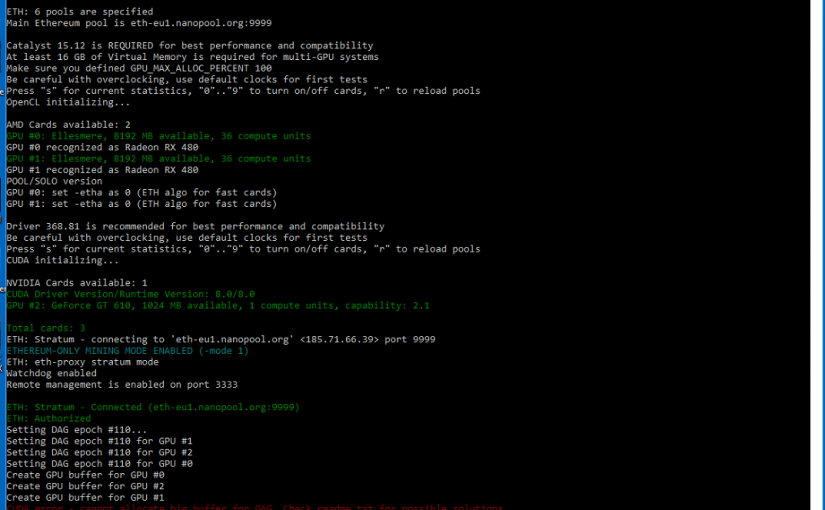 ETH: 6 pools are specified
Main Ethereum pool is eth-eu1.nanopool.org:9999
Catalyst 15.12 is REQUIRED for best performance and compatibility
At least 16 GB of Virtual Memory is required for multi-GPU systems
Make sure you defined GPU_MAX_ALLOC_PERCENT 100
Be careful with overclocking, use default clocks for first tests
Press "s" for current statistics, "0".."9" to turn on/off cards, "r" to reload pools
OpenCL initializing...
AMD Cards available: 2
GPU #0: Ellesmere, 8192 MB available, 36 compute units
GPU #0 recognized as Radeon RX 480
GPU #1: Ellesmere, 8192 MB available, 36 compute units
GPU #1 recognized as Radeon RX 480
POOL/SOLO version
GPU #0: set -etha as 0 (ETH algo for fast cards)
GPU #1: set -etha as 0 (ETH algo for fast cards)
Driver 368.81 is recommended for best performance and compatibility
Be careful with overclocking, use default clocks for first tests
Press "s" for current statistics, "0".."9" to turn on/off cards, "r" to reload pools
CUDA initializing...
NVIDIA Cards available: 1
CUDA Driver Version/Runtime Version: 8.0/8.0
GPU #2: GeForce GT 610, 1024 MB available, 1 compute units, capability: 2.1
Total cards: 3
ETH: Stratum - connecting to 'eth-eu1.nanopool.org' <185.71.66.39> port 9999
ETHEREUM-ONLY MINING MODE ENABLED (-mode 1)
ETH: eth-proxy stratum mode
Watchdog enabled
Remote management is enabled on port 3333
ETH: Stratum - Connected (eth-eu1.nanopool.org:9999)
ETH: Authorized
Setting DAG epoch #110...
Setting DAG epoch #110 for GPU #1
Setting DAG epoch #110 for GPU #2
Setting DAG epoch #110 for GPU #0
Create GPU buffer for GPU #0
Create GPU buffer for GPU #2
Create GPU buffer for GPU #1
CUDA error - cannot allocate big buffer for DAG. Check readme.txt for possible solutions.